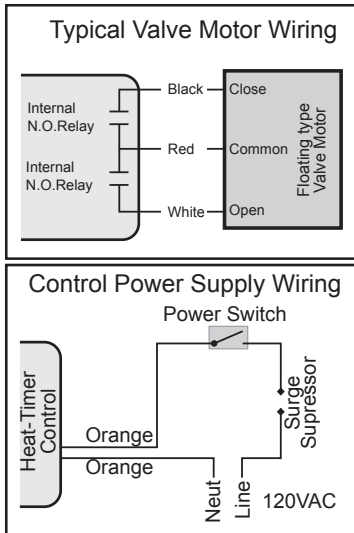 Typical Valve Motor Wiring
Internal
N.O.Relay
Internal
N.O.Relay
Black
Red
White
Close
Common
Open
Floating type
Valve Motor
Control Power Supply Wiring
Power Switch
Heat-Timer
Control
Orange
Orange
Surge
Supressor
Neut
Line
120VAC